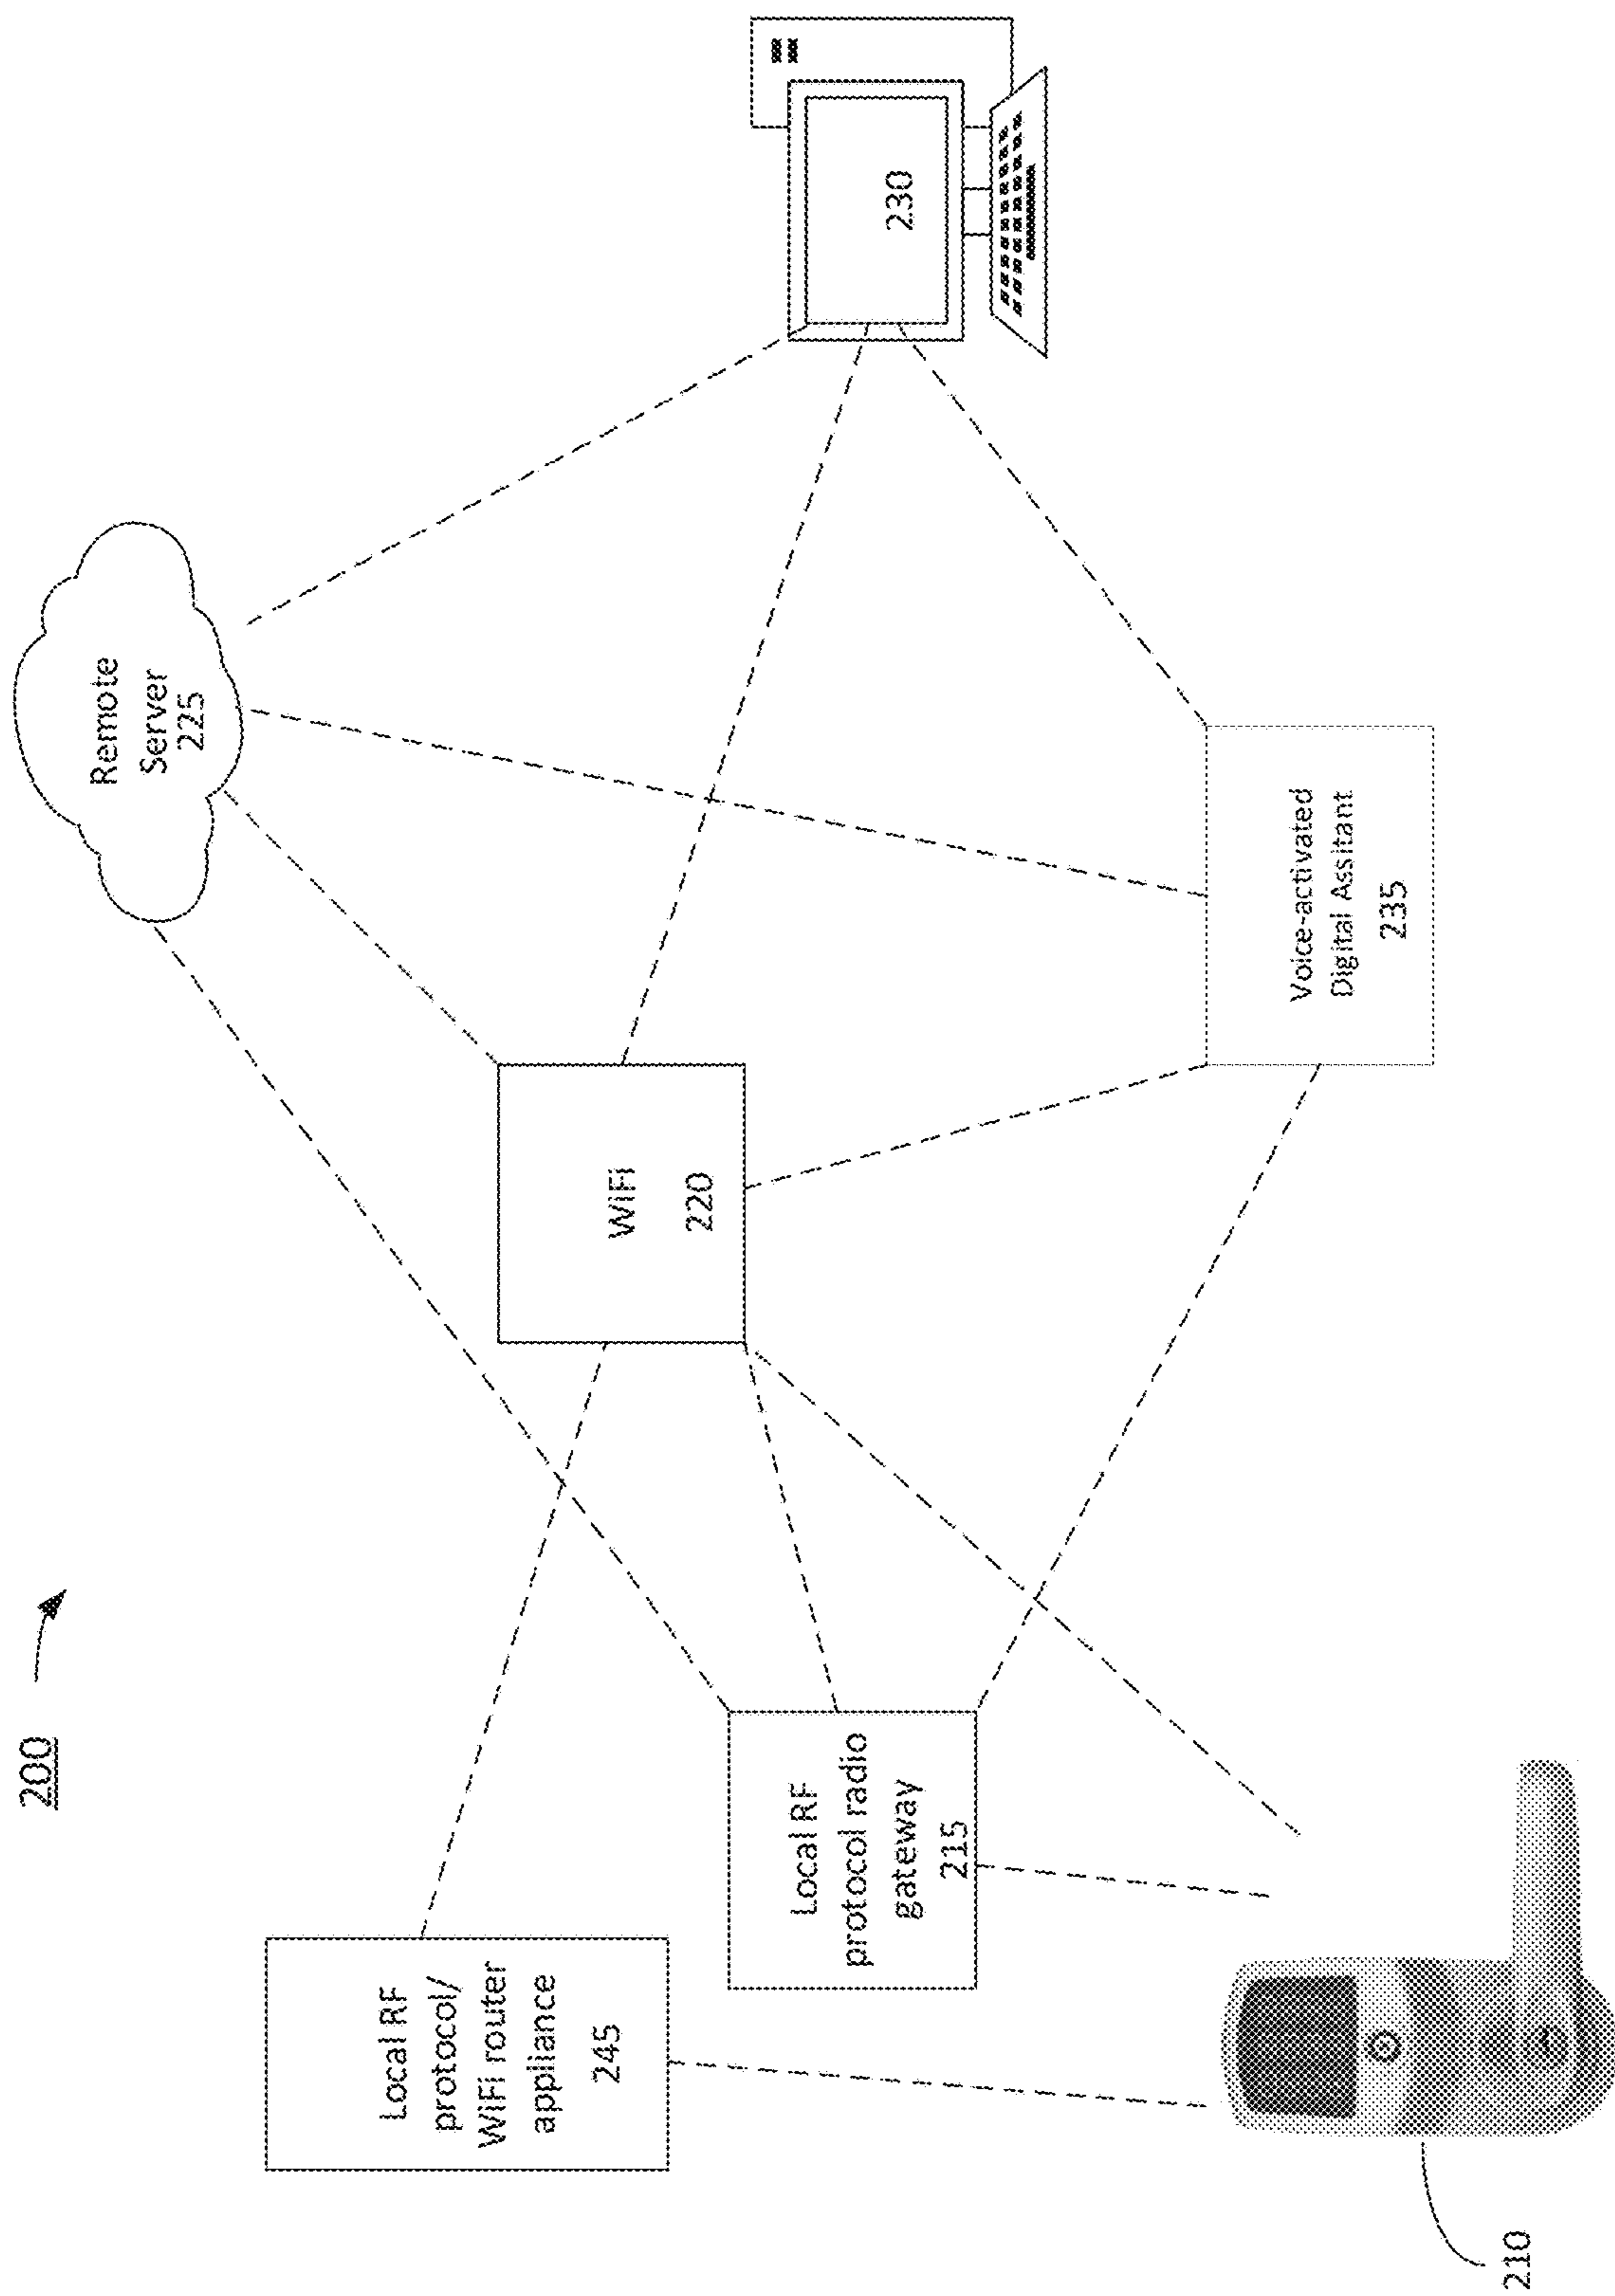 200
Local RF
protocol/
WiFi router
appliance
245
Local RF
protocol radio
gateway
215
210
WiFi
220
Remote
Server
225
Voice-activated
Digital Assitant
235
230